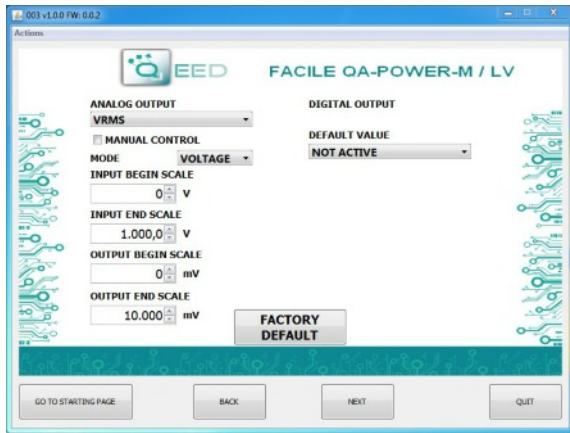 003 v1.0.0 FW: 0.0.2
Actions
QEED
FACILE QA-POWER-M / LV
ANALOG OUTPUT
VRMS
MANUAL CONTROL
MODE VOLTAGE
INPUT BEGIN SCALE
0 V
INPUT END SCALE
1.000,0 V
OUTPUT BEGIN SCALE
0 mV
OUTPUT END SCALE
10.000 mV
DIGITAL OUTPUT
DEFAULT VALUE
NOT ACTIVE
FACTORY
DEFAULT
GO TO STARTING PAGE
BACK
NEXT
QUIT